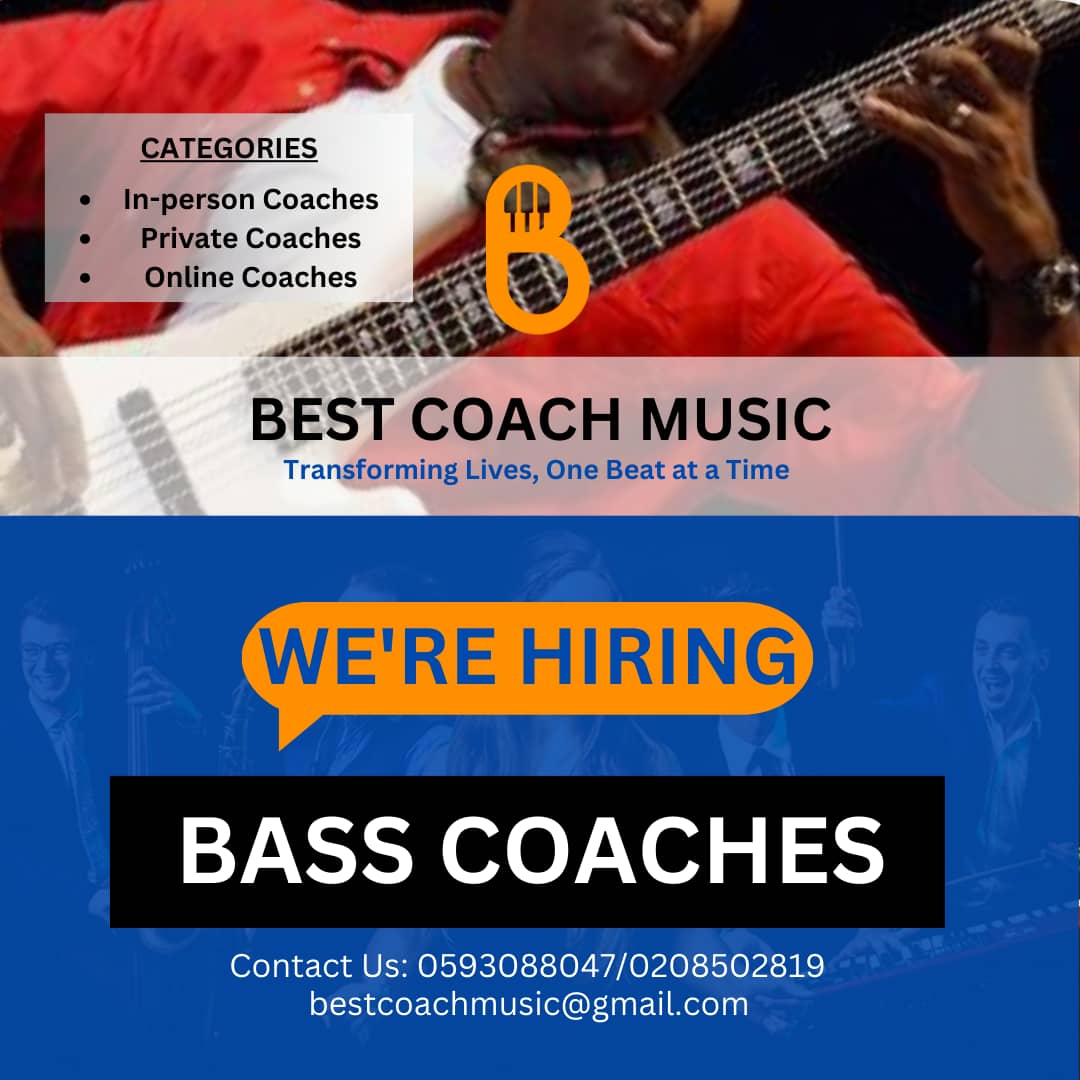 CATEGORIES
• In-person Coaches
• Private Coaches
• Online Coaches
BEST COACH MUSIC
Transforming Lives, One Beat at a Time
WE'RE HIRING
BASS COACHES
Contact Us: 0593088047/0208502819
bestcoachmusic@gmail.com